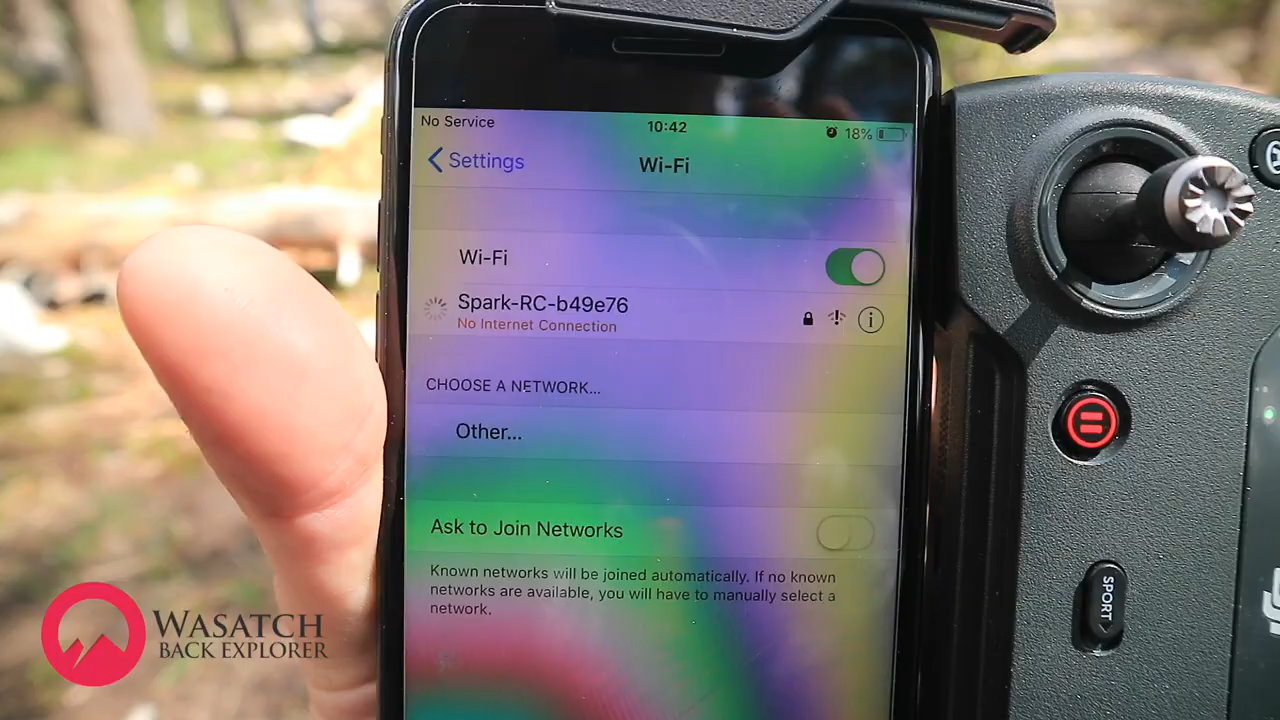 No Service
10:42
18%
Settings
Wi-Fi
Wi-Fi
Spark-RC-b49e76
No Internet Connection
CHOOSE A NETWORK...
Other...
Ask to Join Networks
Known networks will be joined automatically. If no known
networks are available, you will have to manually select a
network.
SPORT
WASATCH
BACK EXPLORER